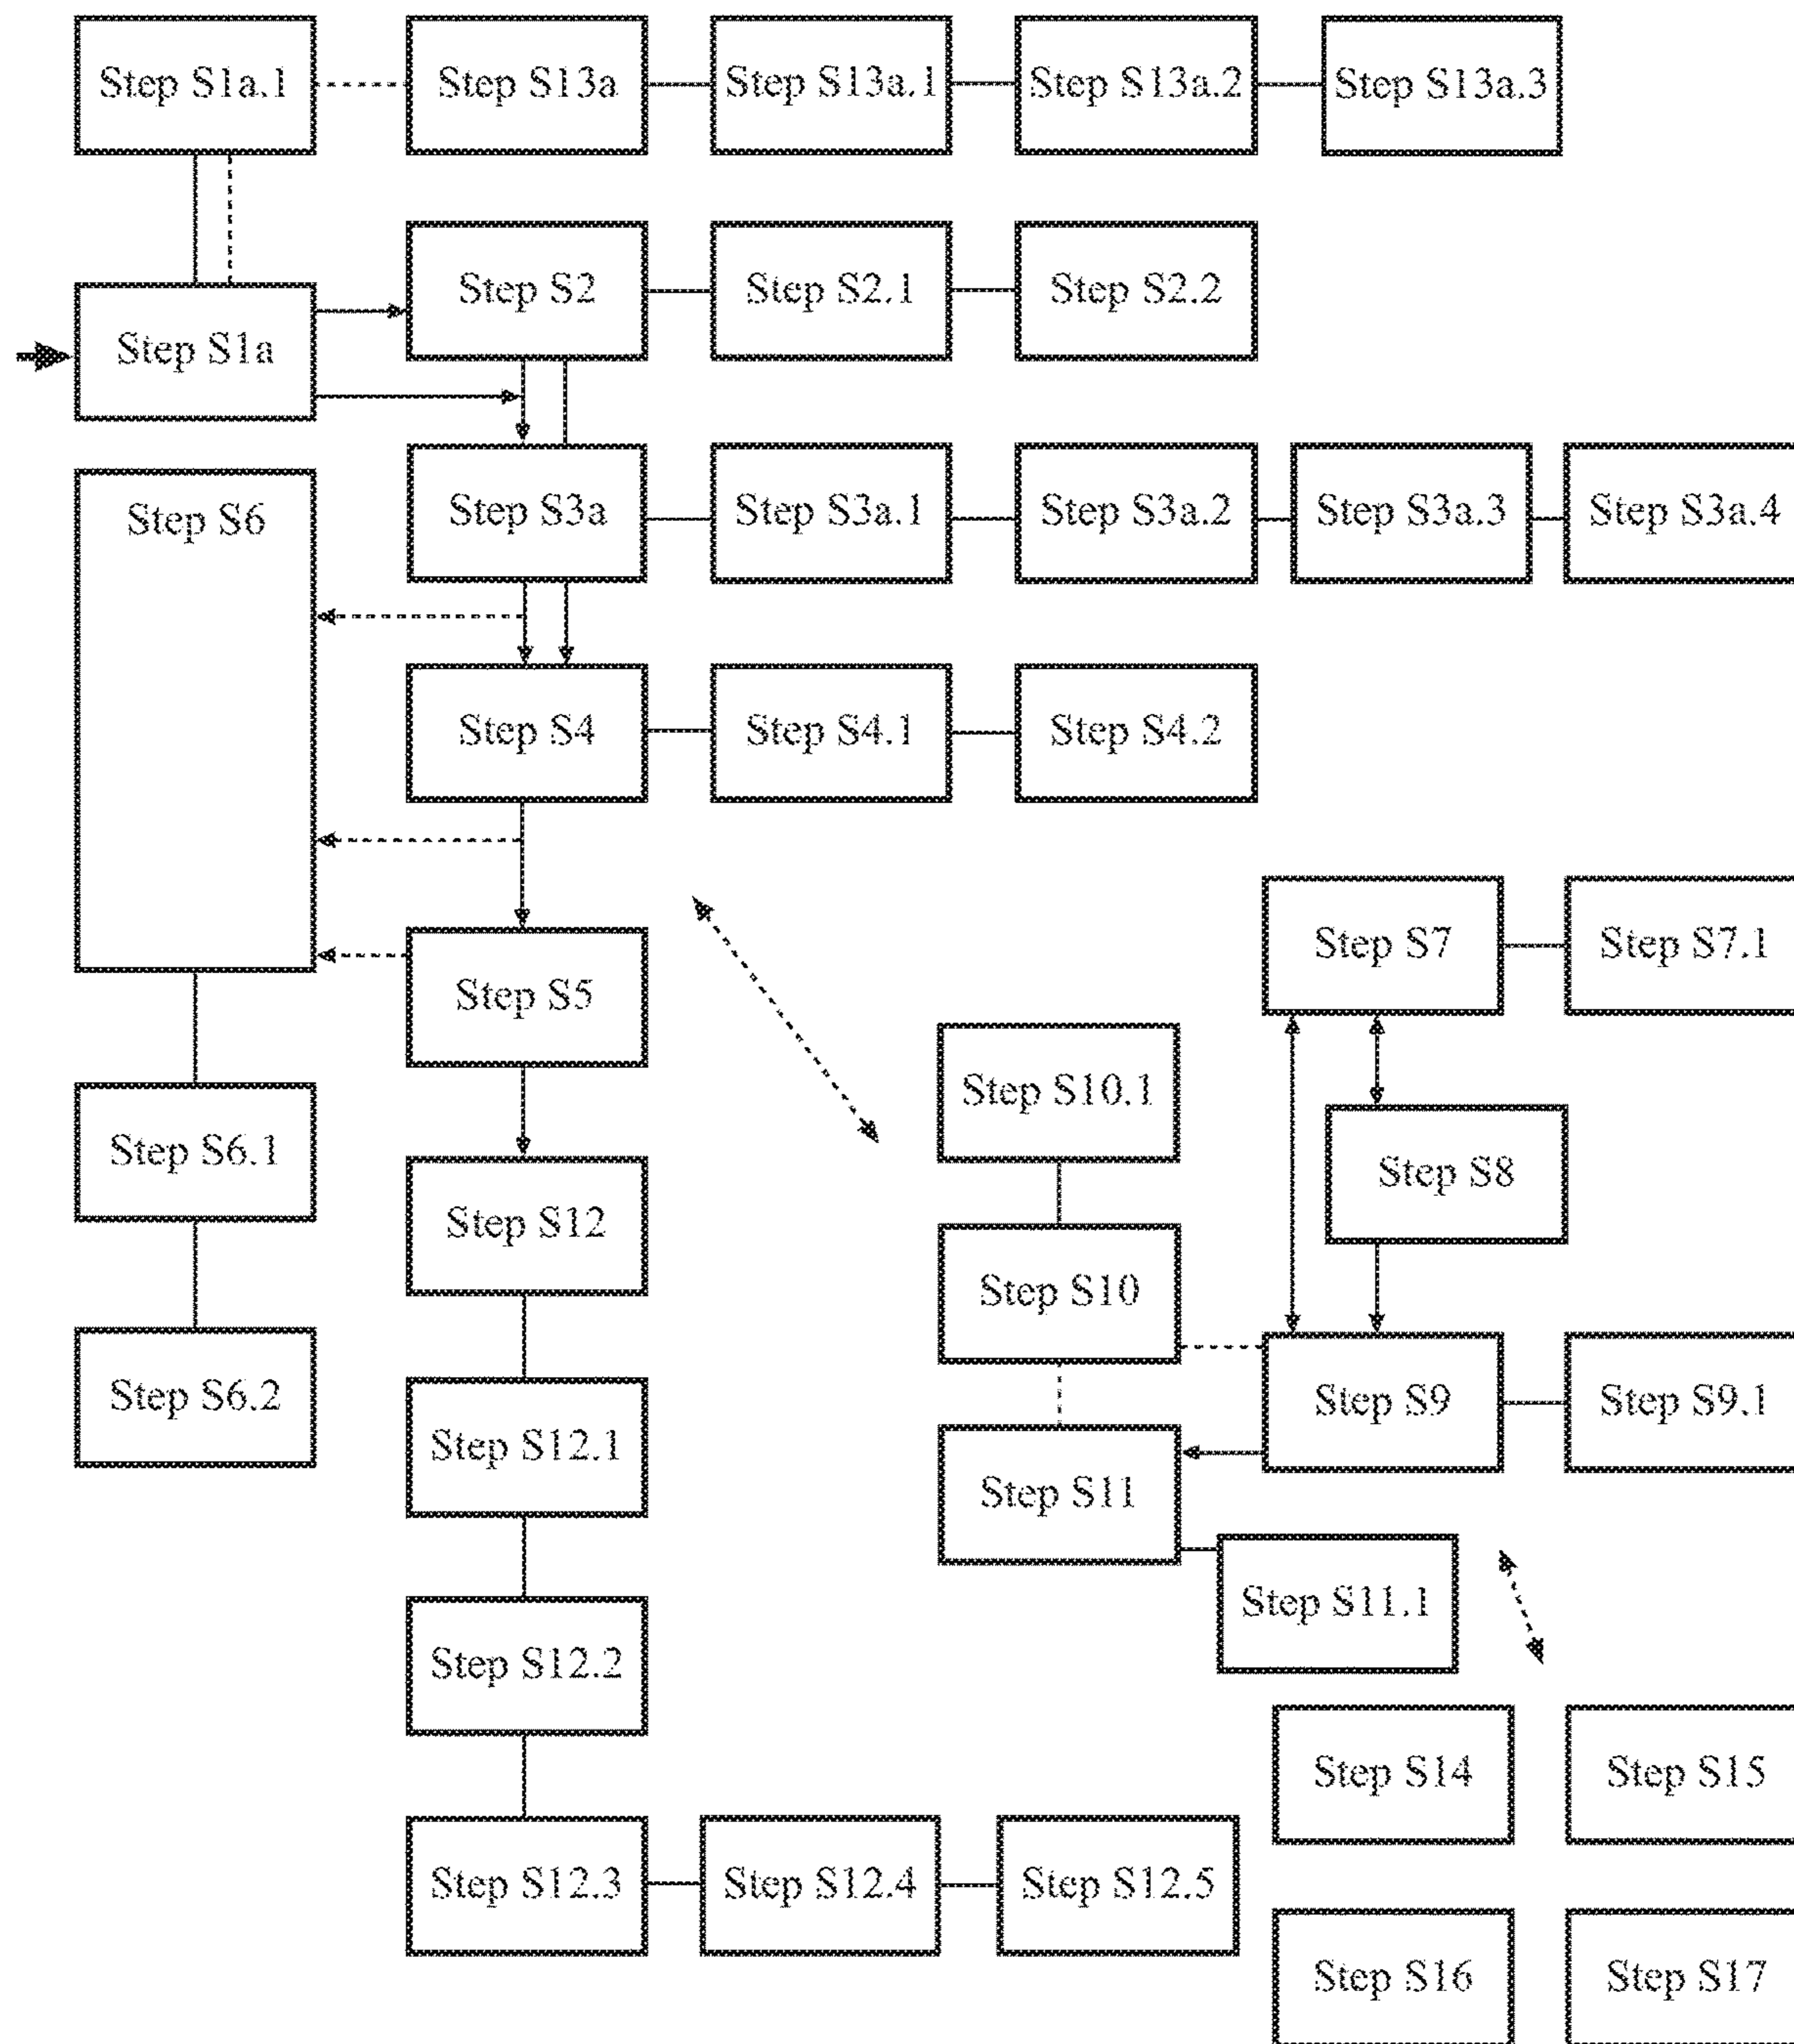 Step S1a.1
Step S13a
Step S13a.1
Step S13a.2
Step S13a.3
Step S2
Step S2.1
Step S2.2
Step S1a
Step S3a
Step S3a.1
Step S3a.2
Step S3a.3
Step S3a.4
Step S6
Step S4
Step S4.1
Step S4.2
Step S7
Step S7.1
Step S5
Step S10.1
Step S6.1
Step S8
Step S12
Step S10
Step S6.2
Step S9
Step S9.1
Step S12.1
Step S11
Step S11.1
Step S12.2
Step S14
Step S15
Step S12.3
Step S12.4
Step S12.5
Step S16
Step S17